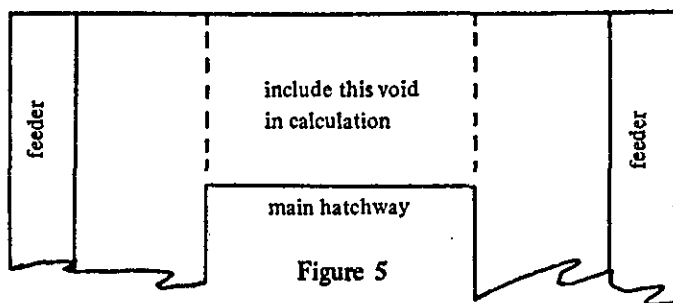 include this void
in calculation
feeder
feeder
main hatchway
Figure 5